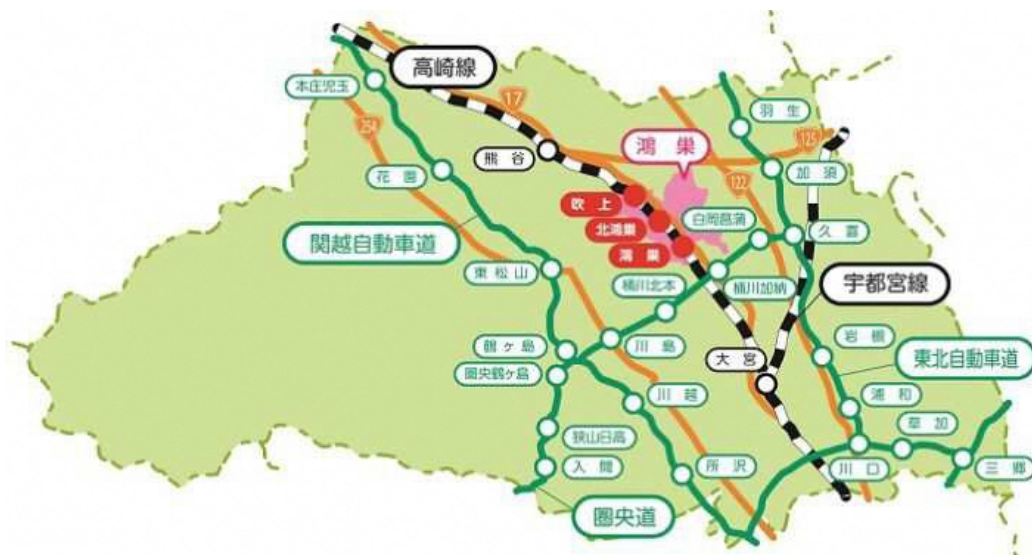 高崎線
本庄児玉
17
羽生
254
125
鴻巣
熊谷
加須
花園
122
吹上
白岡菖蒲
北鴻巣
久喜
関越自動車道
鴻巣
東松山
桶川北本
桶川加納
宇都宮線
鶴ヶ島
川島
岩槻
大宮
東北自動車道
圏央鶴ヶ島
川越
浦和
草加
狭山日高
入間
所沢
川口
三郷
圏央道